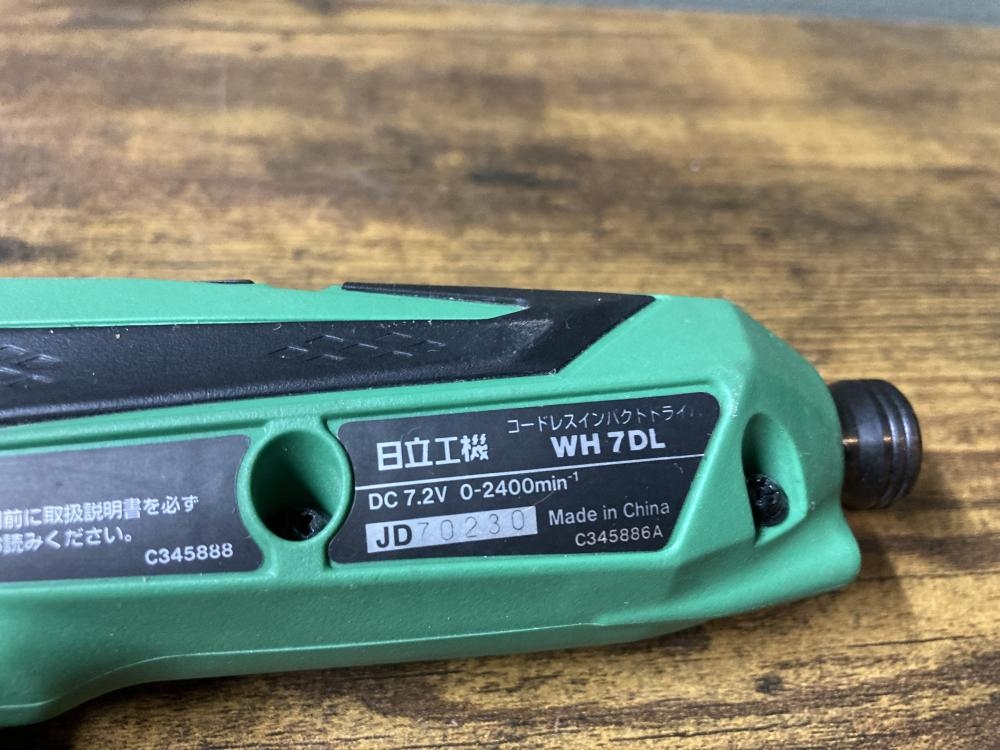 前に取扱説明書を必ず
読みください。
C345888
コードレスインパクトドライバ
日立工機 WH 7DL
DC 7.2V 0-2400min⁻¹
JD70230 Made in China
C345886A